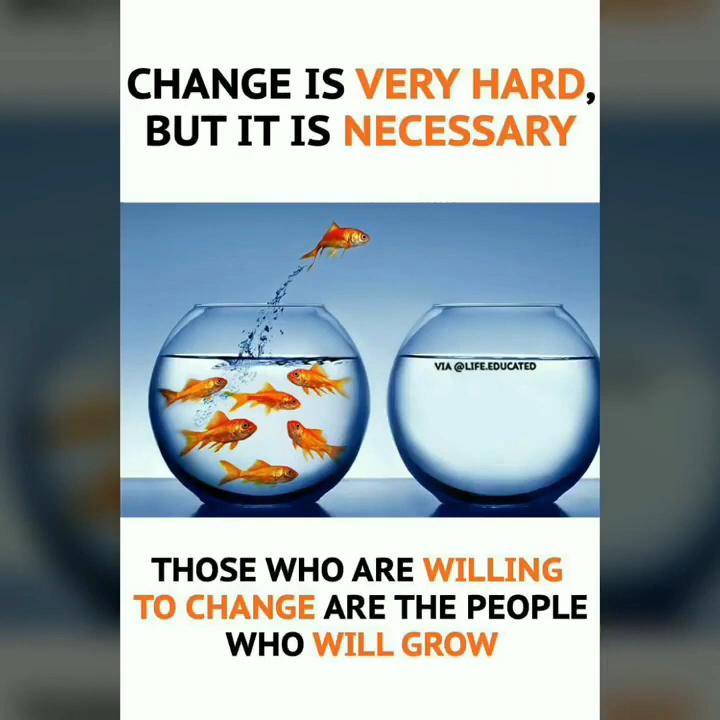 CHANGE IS VERY HARD,
BUT IT IS NECESSARY
VIA @LIFE.EDUCATED
THOSE WHO ARE WILLING
TO CHANGE ARE THE PEOPLE
WHO WILL GROW